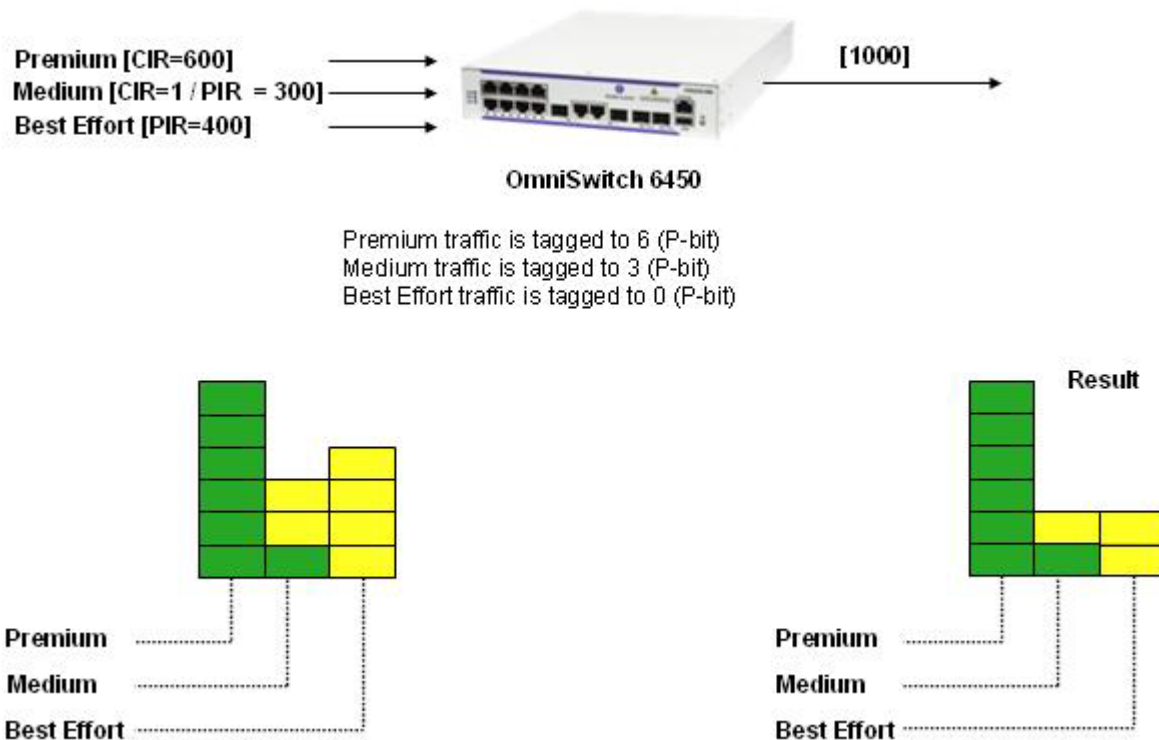 Premium [CIR=600]
Medium [CIR=1 / PIR = 300]
Best Effort [PIR=400]
[1000]
OmniSwitch 6450
Premium traffic is tagged to 6 (P-bit)
Medium traffic is tagged to 3 (P-bit)
Best Effort traffic is tagged to 0 (P-bit)
Result
Premium
Medium
Best Effort
Premium
Medium
Best Effort